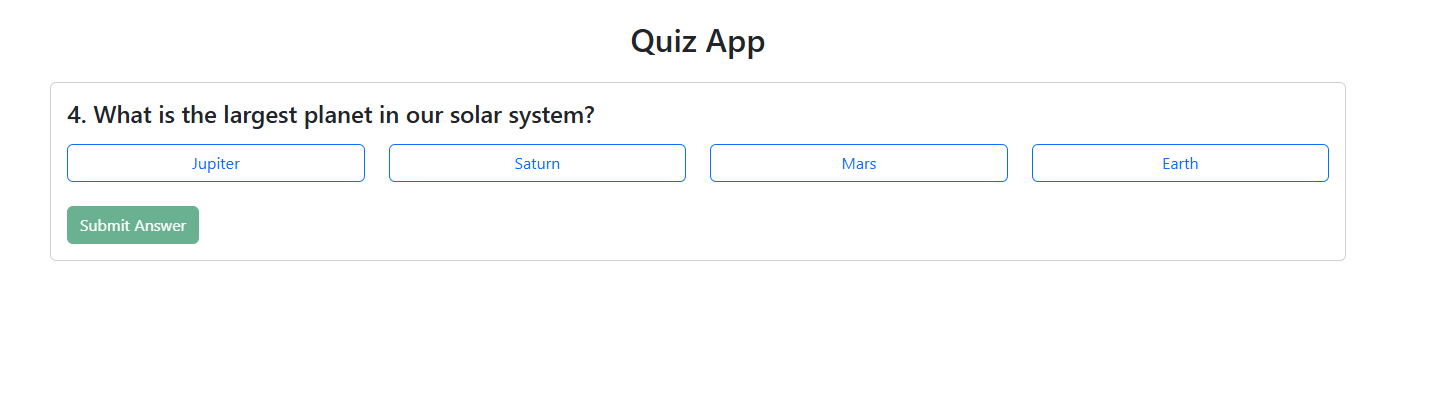 Quiz App
4. What is the largest planet in our solar system?
Jupiter Saturn Mars Earth
Submit Answer